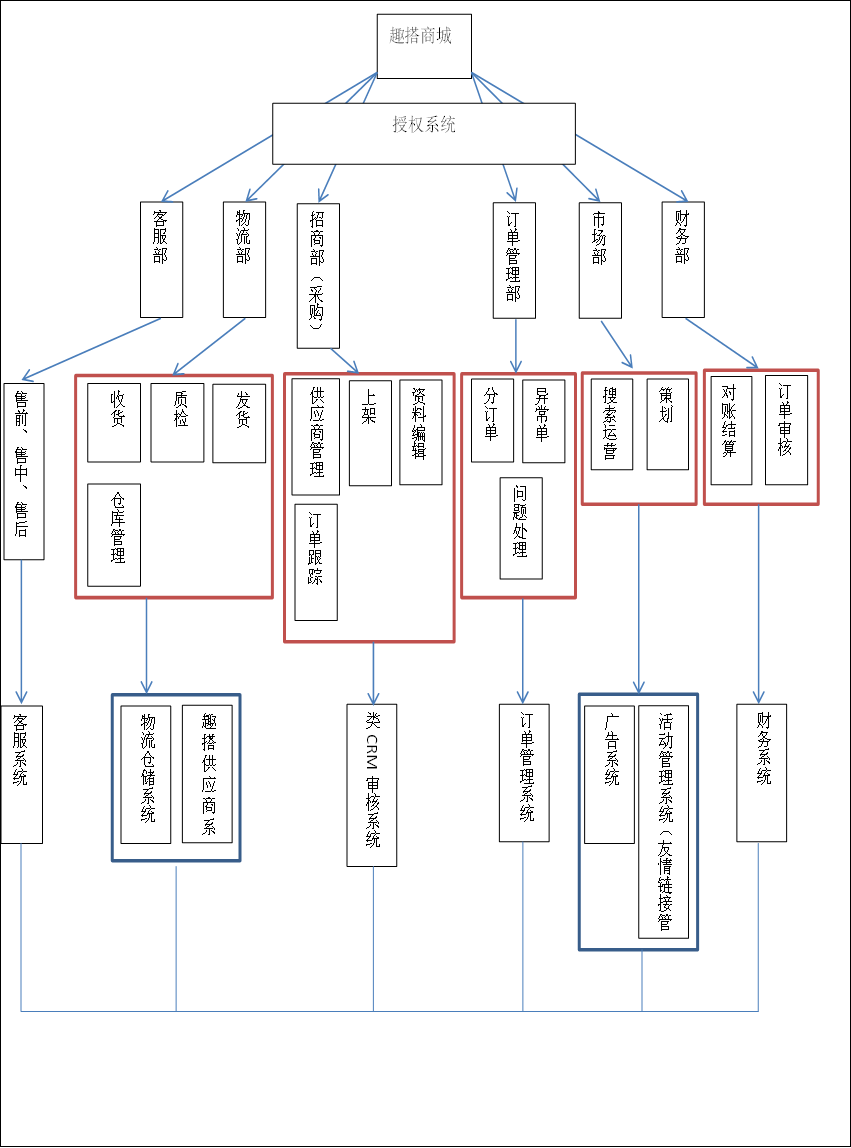 趣搭商城
授权系统
客服部
物流部
招商部（采购）
订单管理部
市场部
财务部
售前、售中、售后
收货
质检
发货
仓库管理
供应商管理
上架
资料编辑
订单跟踪
分订单
异常单
问题处理
搜索运营
策划
对账结算
订单审核
客服系统
物流仓储系统
趣搭供应商系
类 CRM 审核系统
订单管理系统
广告系统
活动管理系统（友情链接管
财务系统